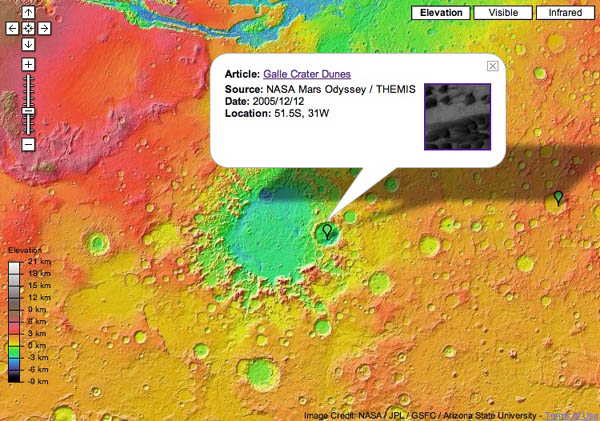 Elevation Visible Infrared
Article: Galle Crater Dunes
Source: NASA Mars Odyssey / THEMIS
Date: 2005/12/12
Location: 51.5S, 31W
Elevation
21 km
18 km
15 km
12 km
9 km
6 km
3 km
0 km
-3 km
-6 km
-9 km
Image Credit: NASA / JPL / GSFC / Arizona State University - Terms of Use